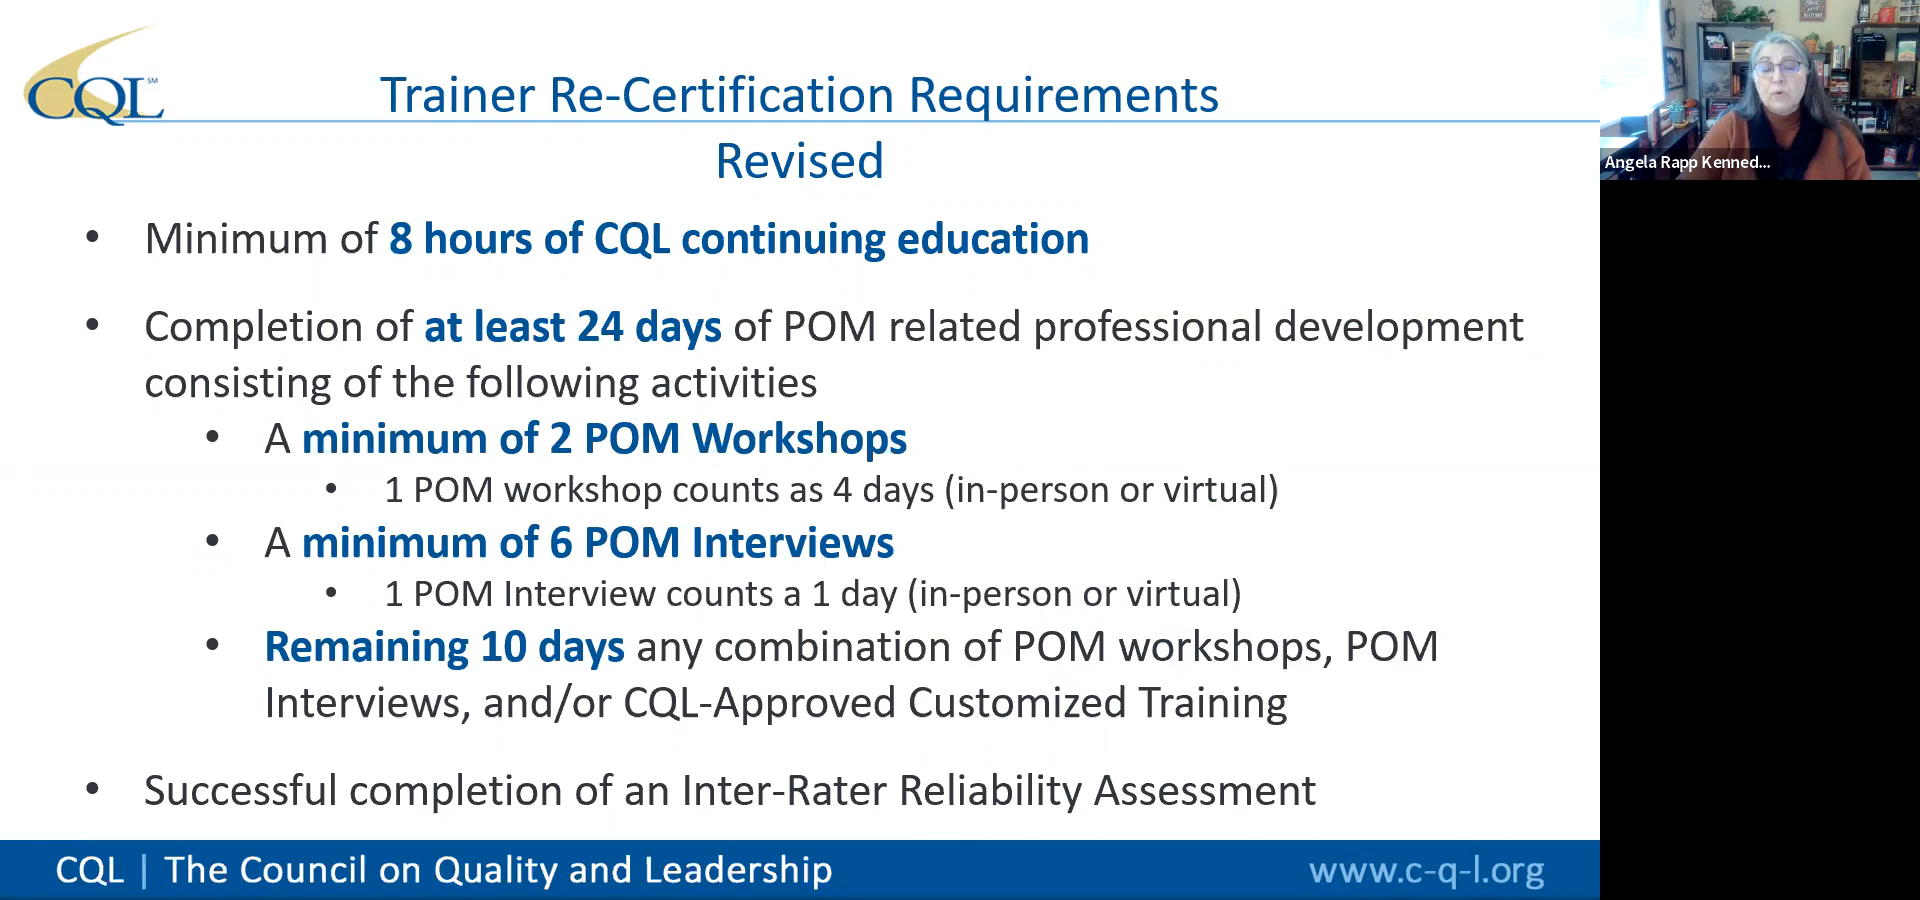 CQL SM
Trainer Re-Certification Requirements
Revised
• Minimum of 8 hours of CQL continuing education
• Completion of at least 24 days of POM related professional development
consisting of the following activities
• A minimum of 2 POM Workshops
• 1 POM workshop counts as 4 days (in-person or virtual)
• A minimum of 6 POM Interviews
• 1 POM Interview counts a 1 day (in-person or virtual)
• Remaining 10 days any combination of POM workshops, POM
Interviews, and/or CQL-Approved Customized Training
• Successful completion of an Inter-Rater Reliability Assessment
CQL | The Council on Quality and Leadership
www.c-q-l.org
Angela Rapp Kenned...